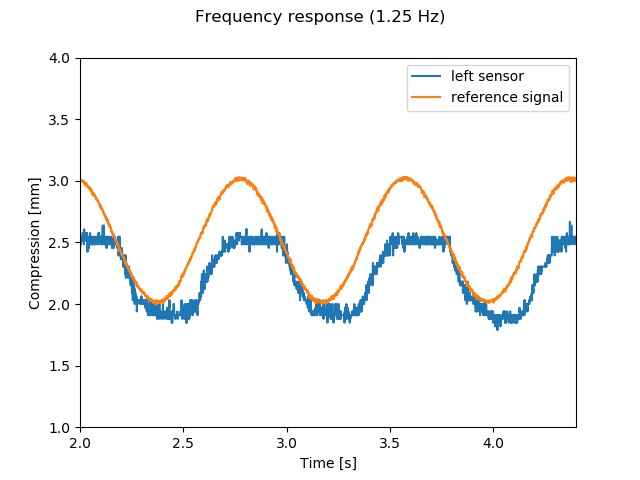 Frequency response (1.25 Hz)
4.0
3.5
3.0
2.5
2.0
1.5
1.0
Compression [mm]
left sensor
reference signal
2.0 2.5 3.0 3.5 4.0
Time [s]